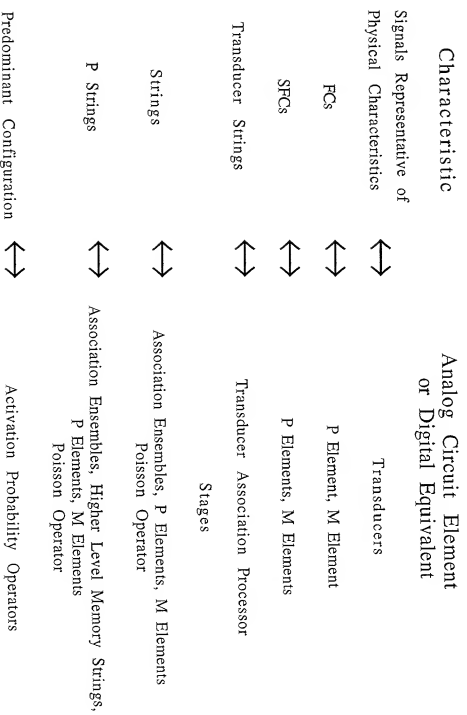 Characteristic
Analog Circuit Element
or Digital Equivalent
Signals Representative of
Physical Characteristics
↔
Transducers
FCs
↔
P Element, M Element
SFCs
↔
P Elements, M Elements
Transducer Strings
↔
Transducer Association Processor
Stages
Strings
↔
Association Ensembles, P Elements, M Elements
Poisson Operator
P Strings
↔
Association Ensembles, Higher Level Memory Strings,
P Elements, M Elements
Poisson Operator
Predominant Configuration
↔
Activation Probability Operators